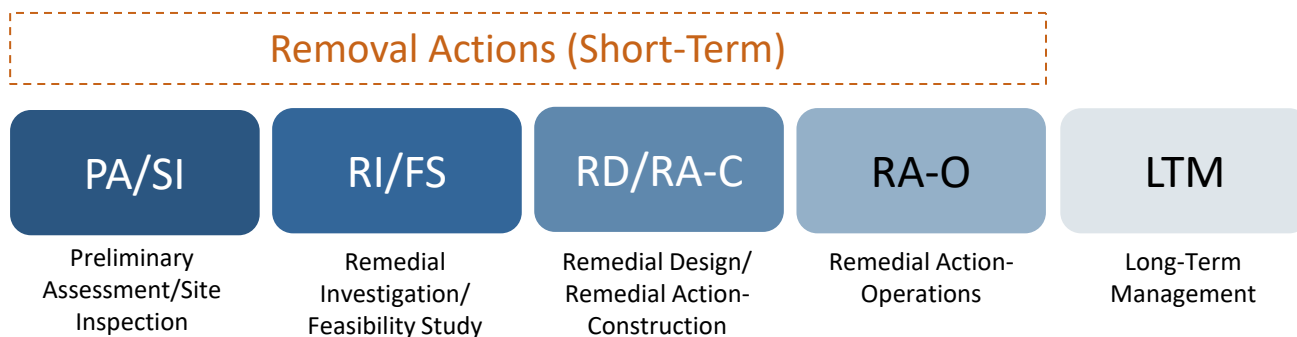 Removal Actions (Short-Term)
PA/SI
RI/FS
RD/RA-C
RA-O
LTM
Preliminary
Assessment/Site
Inspection
Remedial
Investigation/
Feasibility Study
Remedial Design/
Remedial Action-
Construction
Remedial Action-
Operations
Long-Term
Management